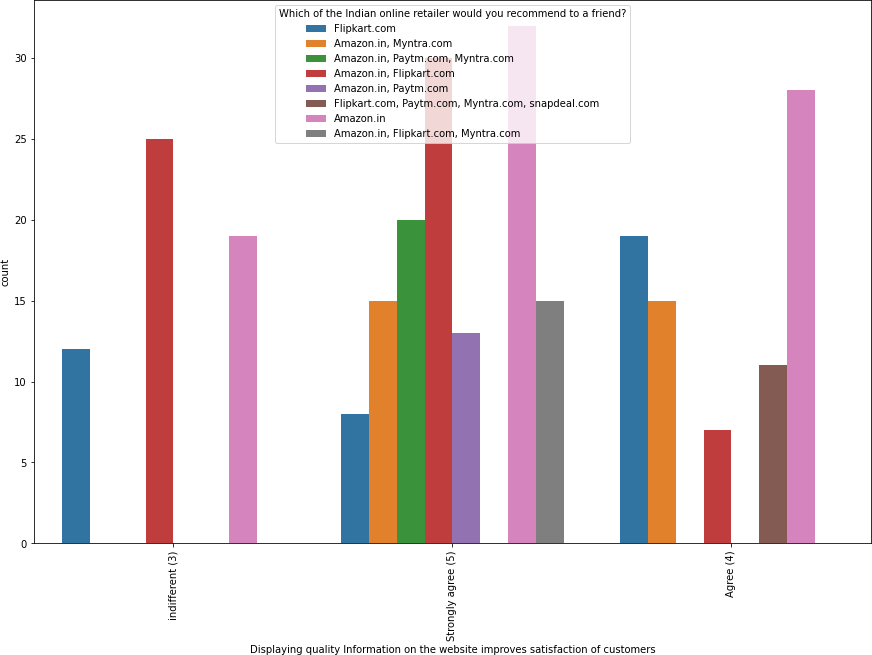 Which of the Indian online retailer would you recommend to a friend?
Flipkart.com
Amazon.in, Myntra.com
Amazon.in, Paytm.com, Myntra.com
Amazon.in, Flipkart.com
Amazon.in, Paytm.com
Flipkart.com, Paytm.com, Myntra.com, snapdeal.com
Amazon.in
Amazon.in, Flipkart.com, Myntra.com
30
25
20
15
10
5
0
count
indifferent (3)
Strongly agree (5)
Agree (4)
Displaying quality Information on the website improves satisfaction of customers